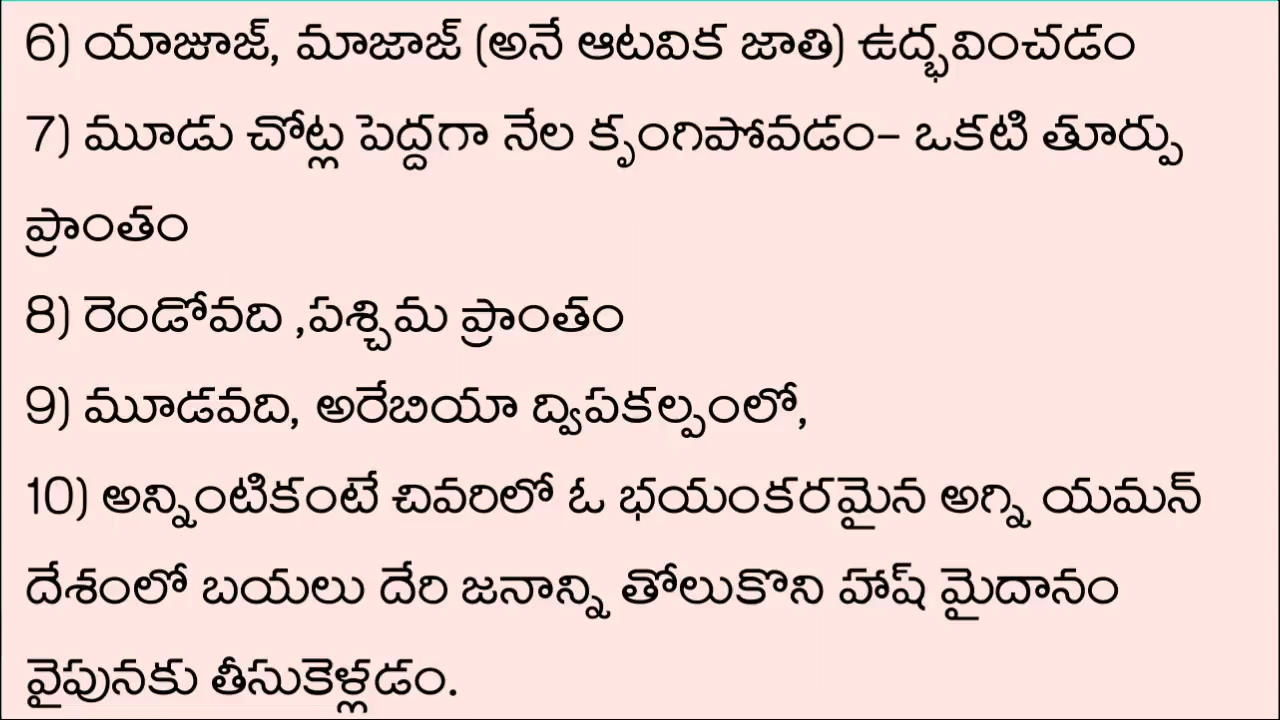 6) యాజూజ్, మాజాజ్ (అనే ఆటవిక జాతి) ఉద్భవించడం
7) మూడు చోట్ల పెద్దగా నేల కృంగిపోవడం– ఒకటి తూర్పు
ప్రాంతం
8) రెండోవది ,పశ్చిమ ప్రాంతం
9) మూడవది, అరేబియా ద్విపకల్పంలో,
10) అన్నింటికంటే చివరిలో ఓ భయంకరమైన అగ్ని యమన్
దేశంలో బయలు దేరి జనాన్ని తోలుకొని హాష్ మైదానం
వైపునకు తీసుకెళ్లడం.